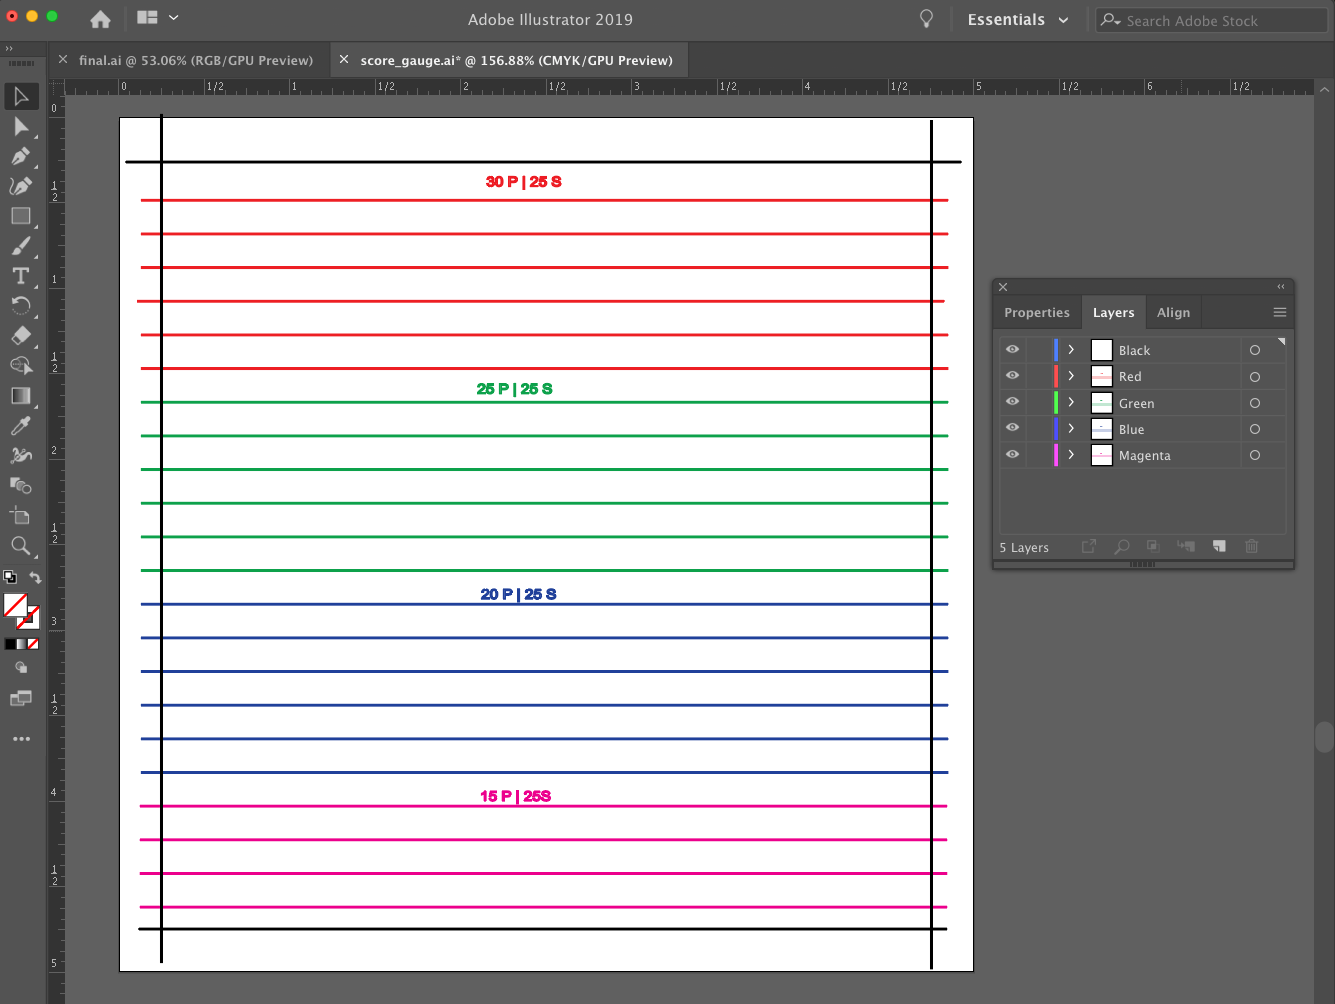 Adobe Illustrator 2019
Essentials
Search Adobe Stock
final.ai @ 53.06% (RGB/GPU Preview)
score_gauge.ai* @ 156.88% (CMYK/GPU Preview)
0 1/2 1 1/2 2 1/2 3 1/2 4 1/2 5 1/2 6 1/2
0
1
2
1
1
2
2
1
2
3
1
2
4
1
2
5
30 P | 25 S
25 P | 25 S
20 P | 25 S
15 P | 25S
Properties Layers Align
Black
Red
Green
Blue
Magenta
5 Layers